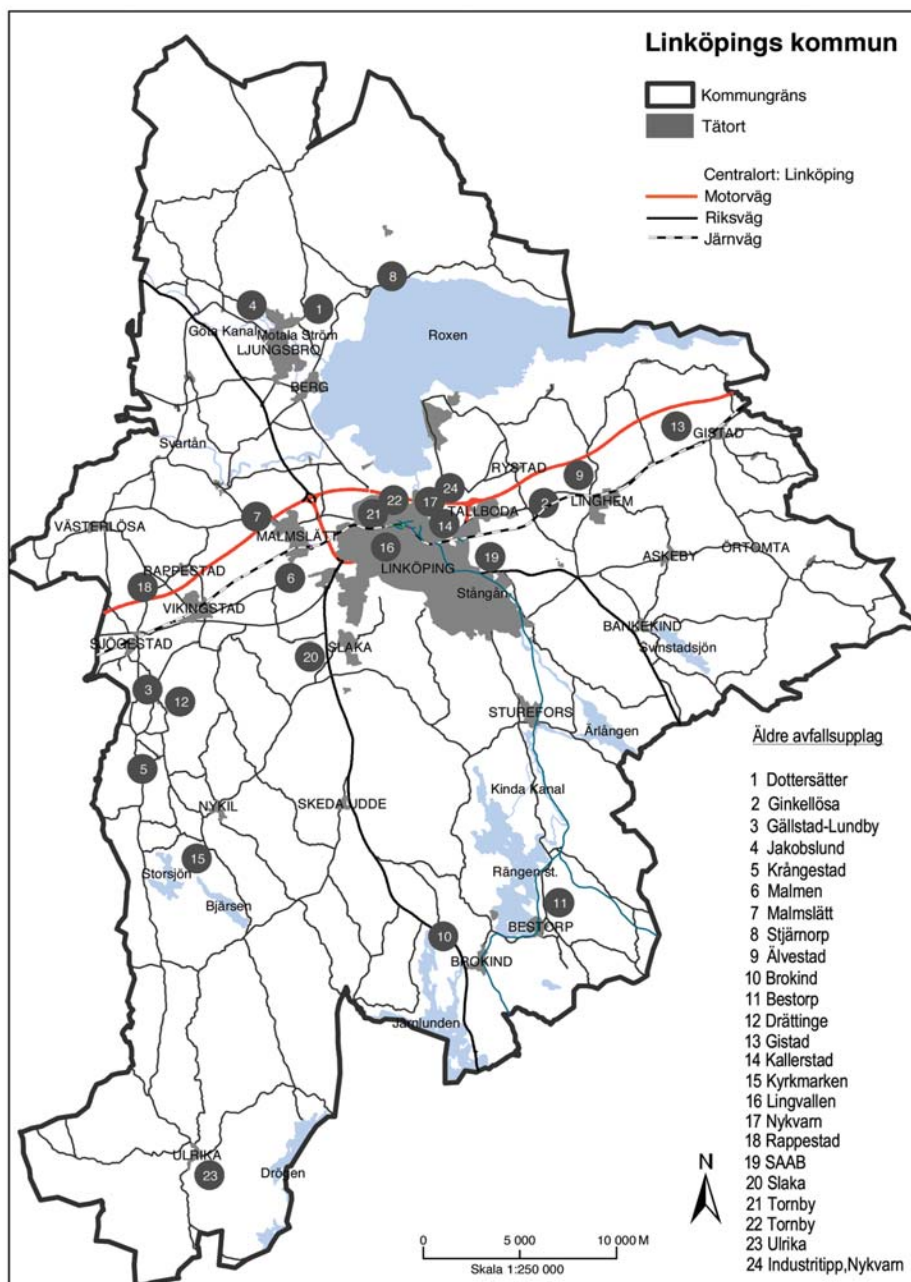 Linköpings kommun
Kommungräns
Tätort
Centralort: Linköping
Motorväg
Riksväg
Järnväg
8
4
1
Göta Kanal
Motala Ström
LJUNGSBRO
Roxen
BERG
13
GISTAD
Svartån
RYSTAD
9
24
22
17
2
LINGHEM
7
21
TALLBODA
14
VÄSTERLÖSA
MALMSLÄTT
16
19
ASKEBY
ÖRTOMTA
RAPPESTAD
18
6
LINKÖPING
Stångån
VIKINGSTAD
BANKEKIND
SJÖGESTAD
SLAKA
Svinstadsjön
20
3
12
STUREFORS
Ärlången
5
Kinda Kanal
NYKIL
SKEDA UDDE
15
Storsjön
Rängen st.
Bjärsen
11
BESTORP
10
BROKIND
Järnlunden
ULRIKA
23
Drögen
Äldre avfallsupplag
1 Dottersätter
2 Ginkellösa
3 Gällstad-Lundby
4 Jakobslund
5 Krångestad
6 Malmen
7 Malmslätt
8 Stjärnorp
9 Älvestad
10 Brokind
11 Bestorp
12 Drättinge
13 Gistad
14 Kallerstad
15 Kyrkmarken
16 Lingvallen
17 Nykvarn
18 Rappestad
19 SAAB
20 Slaka
21 Tornby
22 Tornby
23 Ulrika
24 Industritipp,Nykvarn
N
0 5 000 10 000 M
Skala 1:250 000